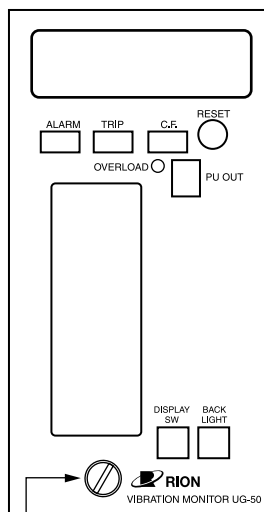 RESET
ALARM TRIP C.F.
OVERLOAD
PU OUT
DISPLAY SW
BACK LIGHT
RION
VIBRATION MONITOR UG-50